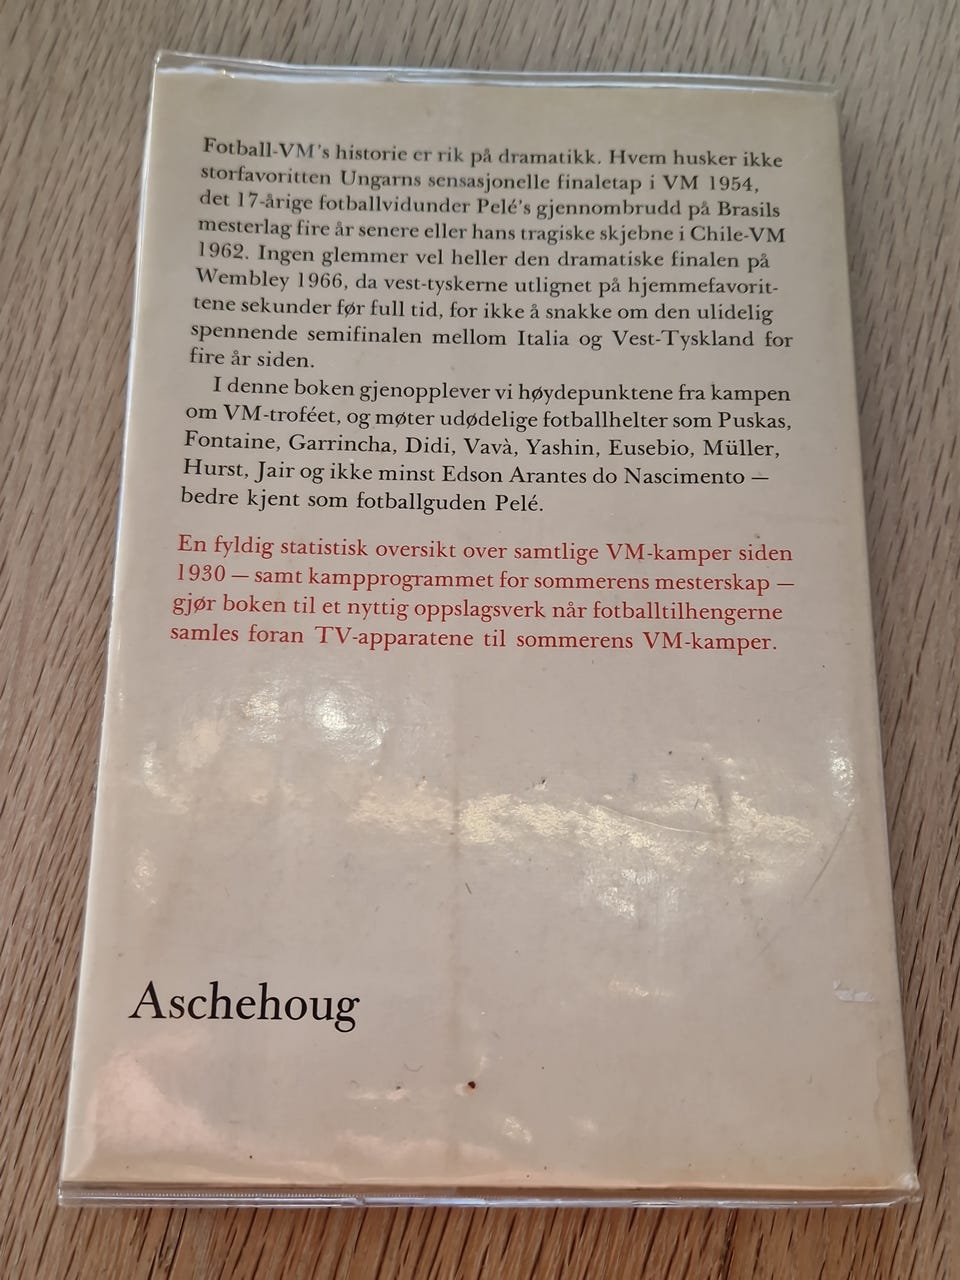 Fotball-VM's historie er rik på dramatikk. Hvem husker ikke
storfavoritten Ungarns sensasjonelle finaletap i VM 1954,
det 17-årige fotballvidunder Pelé's gjennombrudd på Brasils
mesterlag fire år senere eller hans tragiske skjebne i Chile-VM
1962. Ingen glemmer vel heller den dramatiske finalen på
Wembley 1966, da vest-tyskerne utlignet på hjemmefavorit-
tene sekunder før full tid, for ikke å snakke om den ulidelig
spennende semifinalen mellom Italia og Vest-Tyskland for
fire år siden.
I denne boken gjenopplever vi høydepunktene fra kampen
om VM-troféet, og møter udødelige fotballhelter som Puskas,
Fontaine, Garrincha, Didi, Vavà, Yashin, Eusebio, Müller,
Hurst, Jair og ikke minst Edson Arantes do Nascimento —
bedre kjent som fotballguden Pelé.
En fyldig statistisk oversikt over samtlige VM-kamper siden
1930 — samt kampprogrammet for sommerens mesterskap —
gjør boken til et nyttig oppslagsverk når fotballtilhengerne
samles foran TV-apparatene til sommerens VM-kamper.
Aschehoug